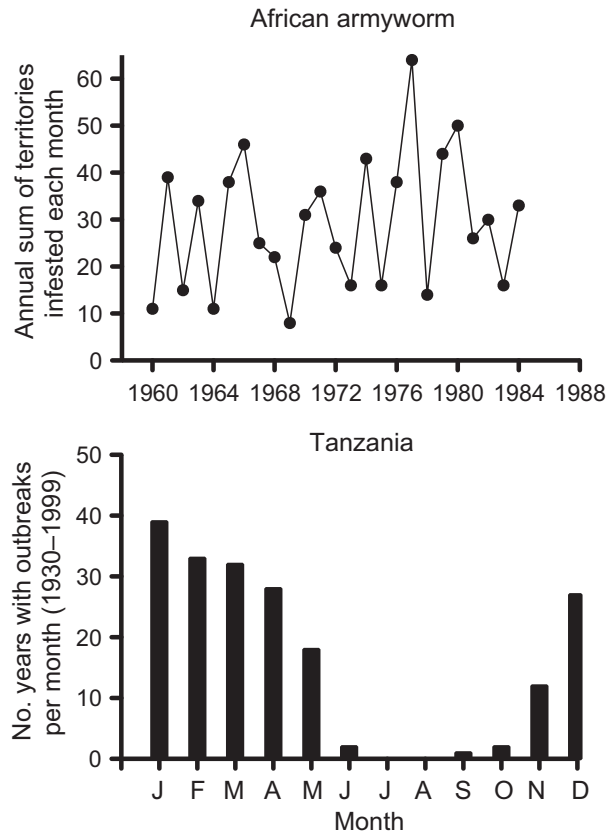 African armyworm
Annual sum of territories
infested each month
60
50
40
30
20
10
0
1960 1964 1968 1972 1976 1980 1984 1988
Tanzania
No. years with outbreaks
per month (1930–1999)
50
40
30
20
10
0
J F M A M J J A S O N D
Month